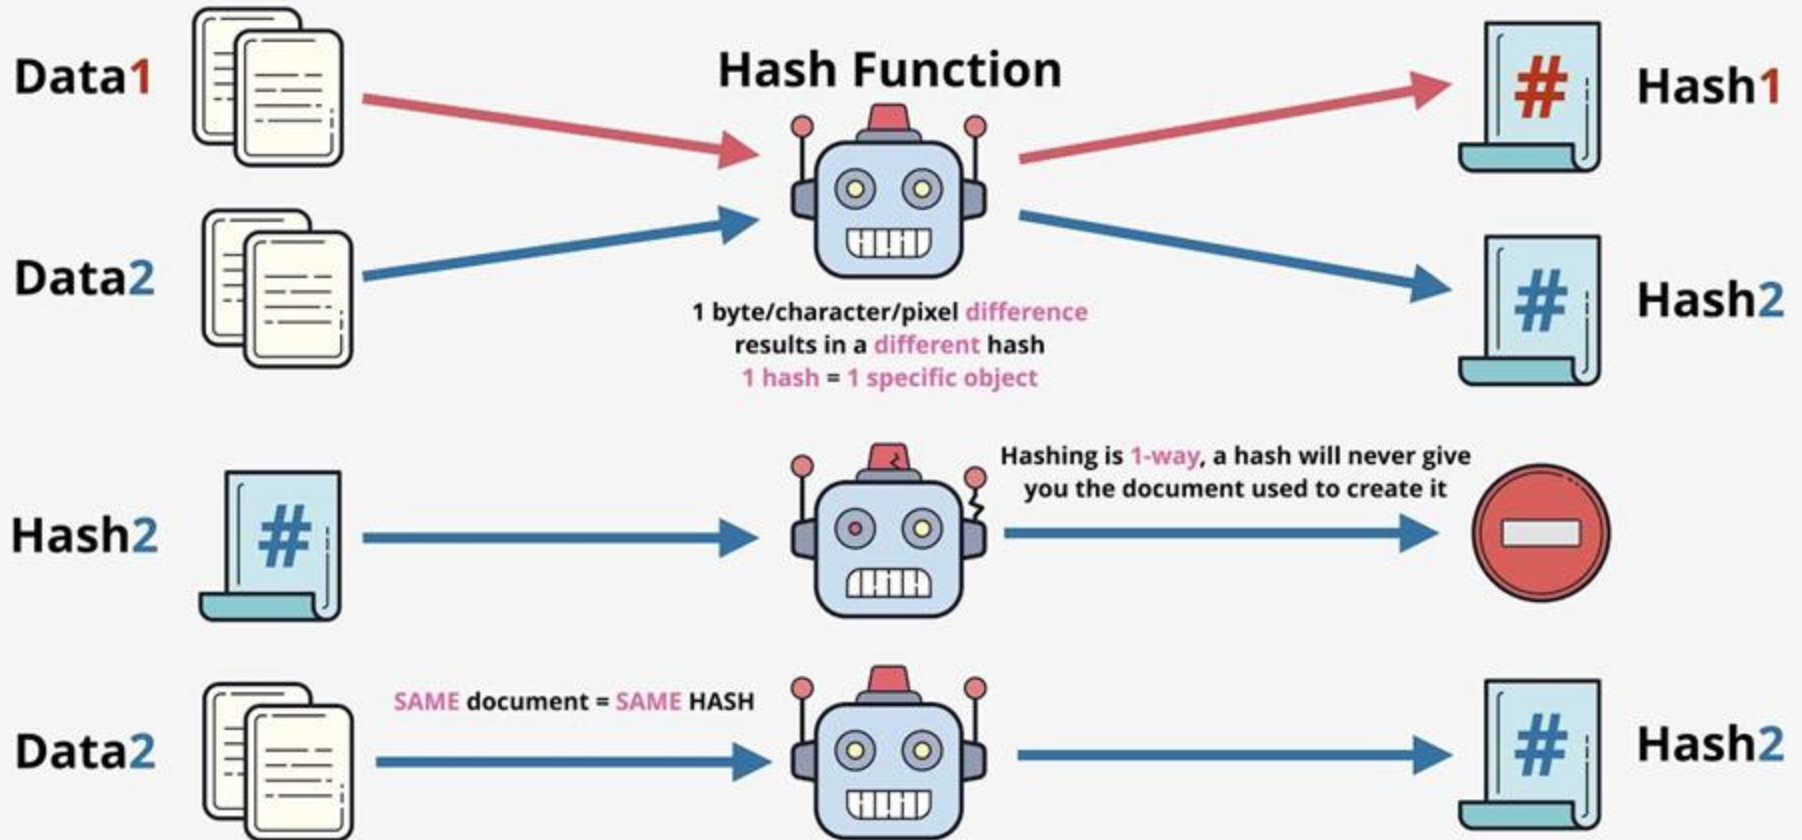 Data1
Hash Function
#
Hash1
Data2
#
Hash2
1 byte/character/pixel difference
results in a different hash
1 hash = 1 specific object
Hash2
#
Hashing is 1-way, a hash will never give
you the document used to create it
SAME document = SAME HASH
Data2
#
Hash2